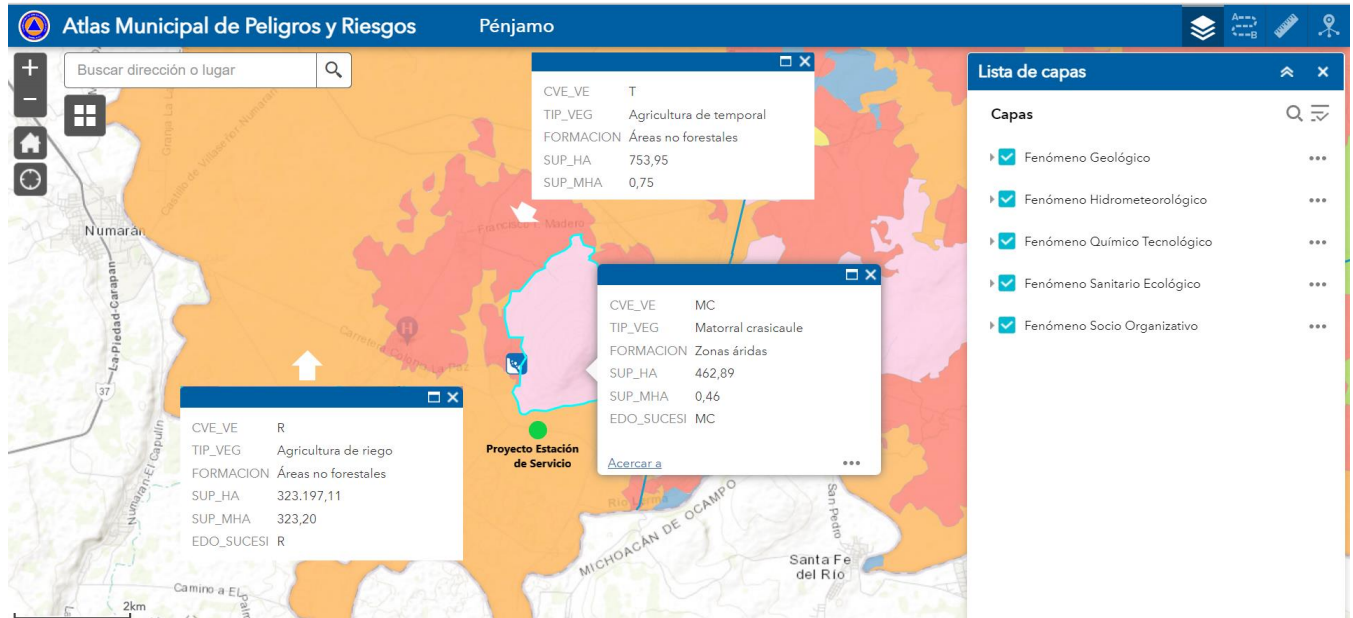 Atlas Municipal de Peligros y Riesgos
Pénjamo
A
B
Buscar dirección o lugar
CVE_VE T
TIP_VEG Agricultura de temporal
FORMACION Áreas no forestales
SUP_HA 753,95
SUP_MHA 0,75
Lista de capas
Capas
Fenómeno Geológico
Fenómeno Hidrometeorológico
Fenómeno Químico Tecnológico
Fenómeno Sanitario Ecológico
Fenómeno Socio Organizativo
Numarán
Francisco I. Madero
La-Piedad-Carapan
37
H
CVE_VE MC
TIP_VEG Matorral crasicaule
FORMACION Zonas áridas
SUP_HA 462,89
SUP_MHA 0,46
EDO_SUCESI MC
Acercar a
CVE_VE R
TIP_VEG Agricultura de riego
FORMACION Áreas no forestales
SUP_HA 323.197,11
SUP_MHA 323,20
EDO_SUCESI R
Proyecto Estación
de Servicio
Numaran-El Capulín
Río Lerma
MICHOACÁN DE OCAMPO
San Pedro
Santa Fe
del Río
Camino a El
2km